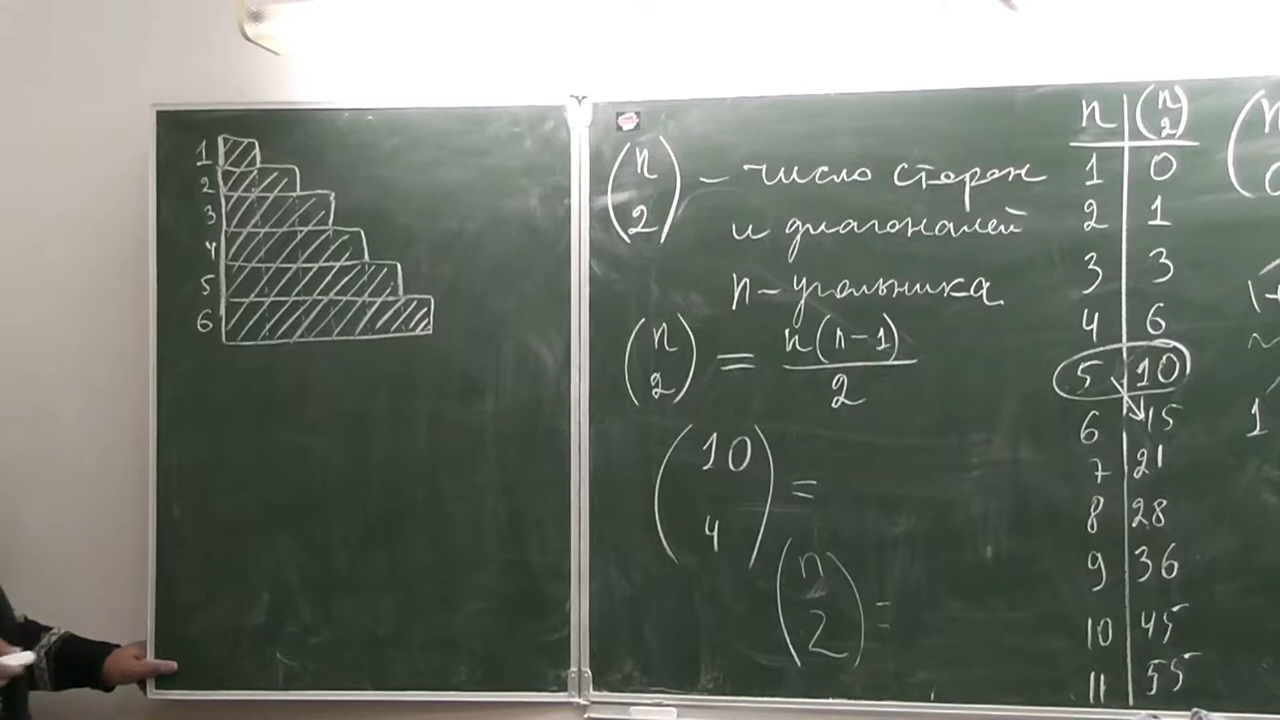 1
2
3
4
5
6
(n 2) – число сторон
и диагоналей
n-угольника
(n 2) = n(n-1) / 2
(10 4) =
(n 2) =
n | (n 2)
1 | 0
2 | 1
3 | 3
4 | 6
5 | 10
6 | 15
7 | 21
8 | 28
9 | 36
10 | 45
11 | 55
1